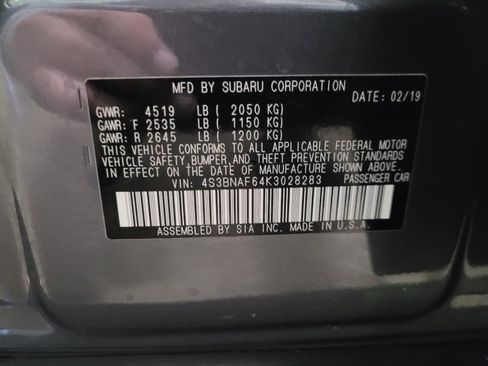 MFD BY SUBARU CORPORATION
DATE: 02/19
GVWR: 4519 LB ( 2050 KG)
GAWR: F 2535 LB ( 1150 KG)
GAWR: R 2645 LB ( 1200 KG)
THIS VEHICLE CONFORMS TO ALL APPLICABLE FEDERAL MOTOR
VEHICLE SAFETY, BUMPER, AND THEFT PREVENTION STANDARDS
IN EFFECT ON THE DATE OF MANUFACTURE SHOWN ABOVE.
VIN: 4S3BNAF64K3028283 PASSENGER CAR
ASSEMBLED BY SIA INC. MADE IN U.S.A.